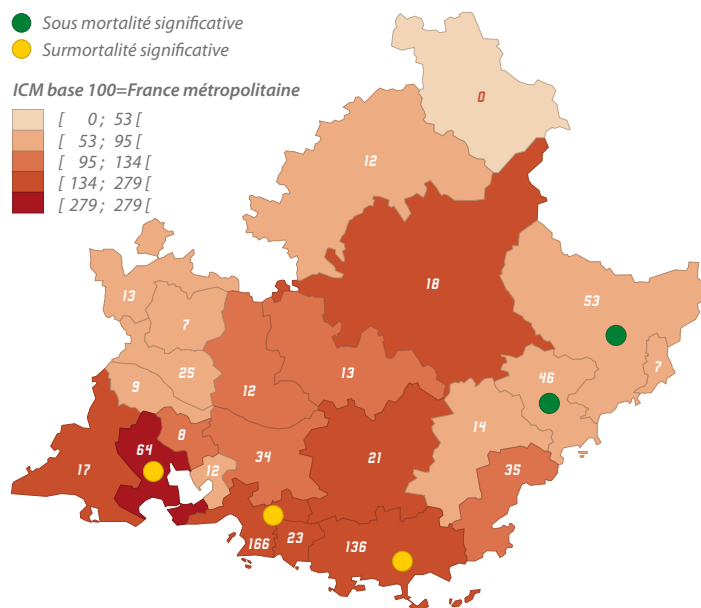 Sous mortalité significative
Surmortalité significative
ICM base 100=France métropolitaine
[ 0 ; 53 [
[ 53 ; 95 [
[ 95 ; 134 [
[ 134 ; 279 [
[ 279 ; 279 [
0
12
18
53
13
7
7
46
25
13
9
12
14
8
64
34
21
35
17
12
166
23
136